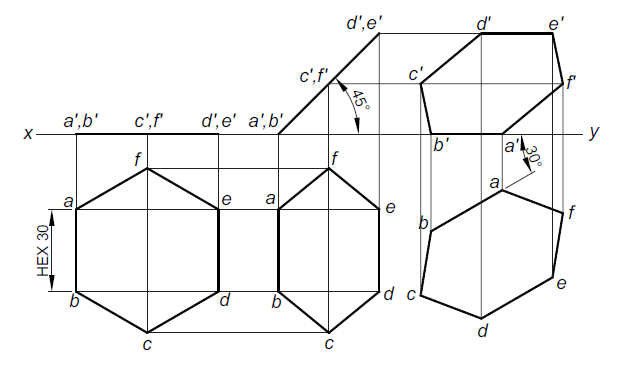 d',e'
d'
e'
c',f'
c'
f'
45°
x
a',b'
c',f'
d',e'
a',b'
b'
a'
y
30°
f
f
a
a
e
a
e
b
f
HEX 30
b
d
b
d
c
e
c
c
d